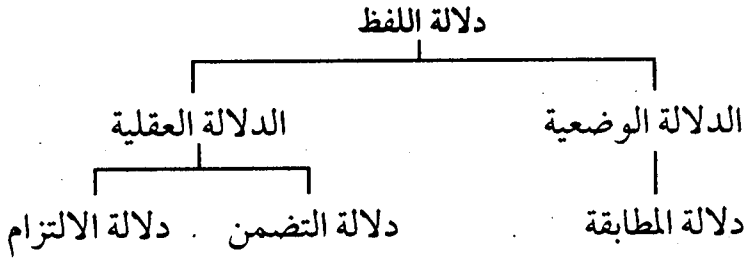 دلالة اللفظ
الدلالة الوضعية الدلالة العقلية
دلالة المطابقة دلالة التضمن دلالة الالتزام